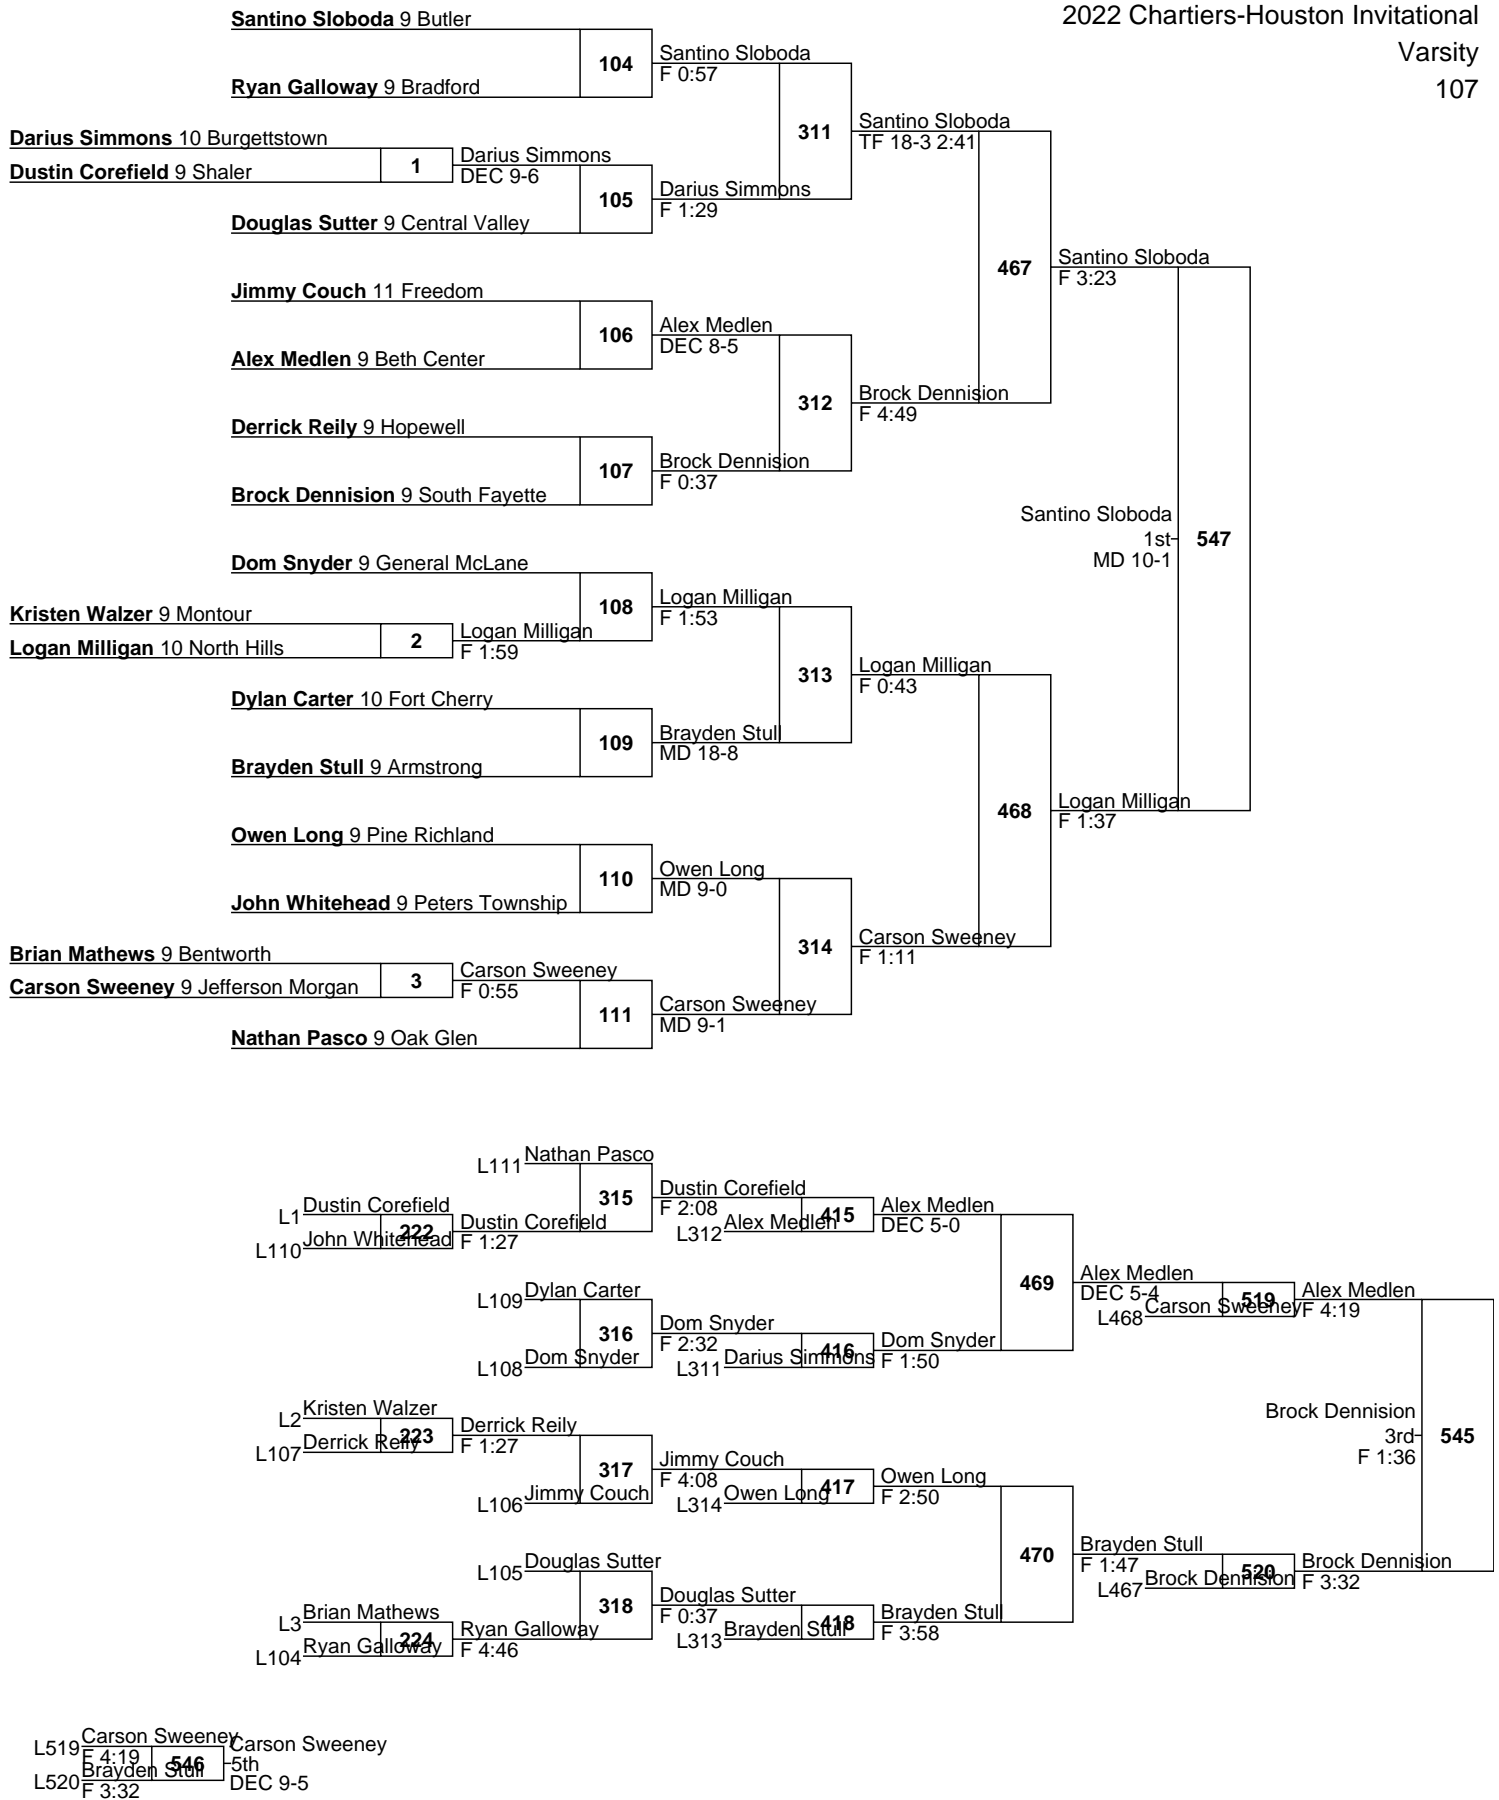 2022 Chartiers-Houston Invitational
Varsity
107
Santino Sloboda 9 Butler
104
Santino Sloboda
F 0:57
Ryan Galloway 9 Bradford
311
Santino Sloboda
TF 18-3 2:41
Darius Simmons 10 Burgettstown
1
Darius Simmons
DEC 9-6
Dustin Corefield 9 Shaler
105
Darius Simmons
F 1:29
Douglas Sutter 9 Central Valley
467
Santino Sloboda
F 3:23
Jimmy Couch 11 Freedom
106
Alex Medlen
DEC 8-5
Alex Medlen 9 Beth Center
312
Brock Dennision
F 4:49
Derrick Reily 9 Hopewell
107
Brock Dennision
F 0:37
Brock Dennision 9 South Fayette
Santino Sloboda
1st
MD 10-1
547
Dom Snyder 9 General McLane
108
Logan Milligan
F 1:53
Kristen Walzer 9 Montour
2
Logan Milligan
F 1:59
Logan Milligan 10 North Hills
313
Logan Milligan
F 0:43
Dylan Carter 10 Fort Cherry
109
Brayden Stull
MD 18-8
Brayden Stull 9 Armstrong
468
Logan Milligan
F 1:37
Owen Long 9 Pine Richland
110
Owen Long
MD 9-0
John Whitehead 9 Peters Township
314
Carson Sweeney
F 1:11
Brian Mathews 9 Bentworth
3
Carson Sweeney
F 0:55
Carson Sweeney 9 Jefferson Morgan
111
Carson Sweeney
MD 9-1
Nathan Pasco 9 Oak Glen
L111 Nathan Pasco
315
Dustin Corefield
F 2:08
L1 Dustin Corefield
222
Dustin Corefield
F 1:27
L110 John Whitehead
L312 Alex Medlen
415
Alex Medlen
DEC 5-0
469
Alex Medlen
DEC 5-4
L109 Dylan Carter
316
Dom Snyder
F 2:32
L108 Dom Snyder
L311 Darius Simmons
416
Dom Snyder
F 1:50
L468 Carson Sweeney
519
Alex Medlen
F 4:19
L2 Kristen Walzer
223
Derrick Reily
F 1:27
L107 Derrick Reily
317
Jimmy Couch
F 4:08
L106 Jimmy Couch
L314 Owen Long
417
Owen Long
F 2:50
Brock Dennision
3rd
F 1:36
545
470
Brayden Stull
F 1:47
L105 Douglas Sutter
318
Douglas Sutter
F 0:37
L3 Brian Mathews
224
Ryan Galloway
F 4:46
L104 Ryan Galloway
L313 Brayden Stull
418
Brayden Stull
F 3:58
L467 Brock Dennision
520
Brock Dennision
F 3:32
L519 Carson Sweeney
F 4:19
546
Carson Sweeney
5th
DEC 9-5
L520 Brayden Stull
F 3:32